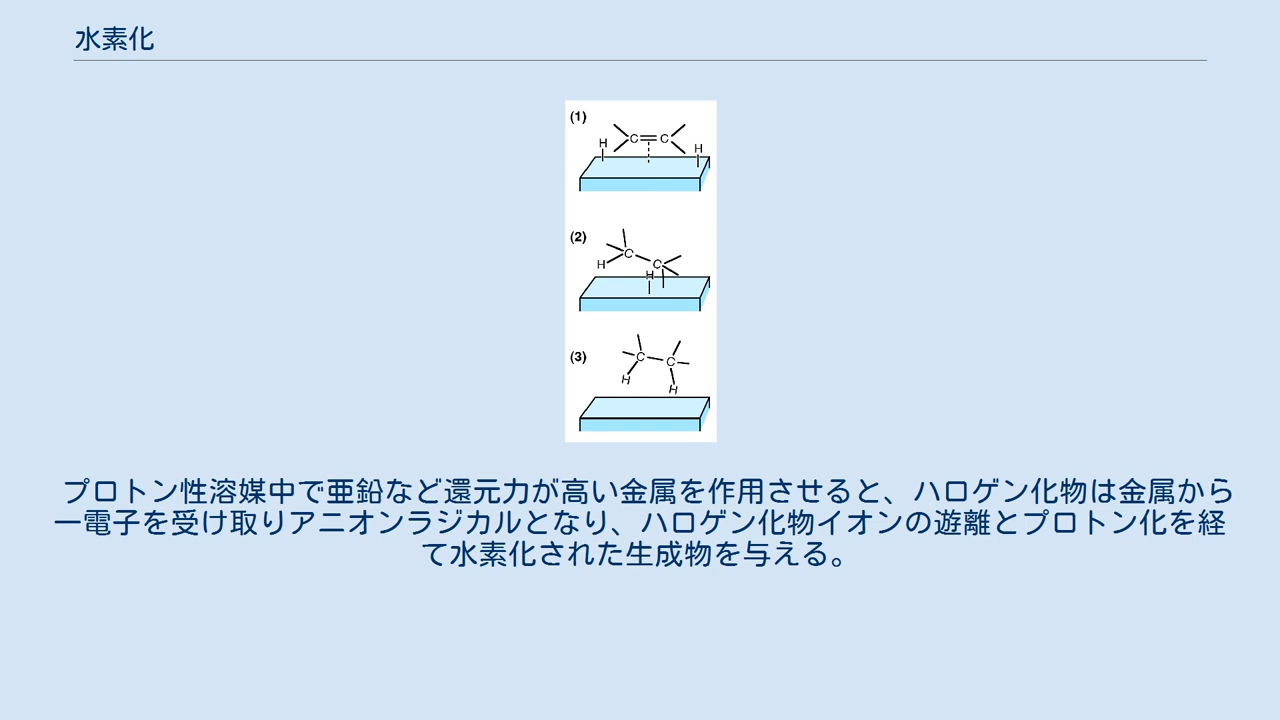 水素化
(1)
C=C
H
H
(2)
C
C
H
H
(3)
C
C
H
H
プロトン性溶媒中で亜鉛など還元力が高い金属を作用させると、ハロゲン化物は金属から
一電子を受け取りアニオンラジカルとなり、ハロゲン化物イオンの遊離とプロトン化を経
て水素化された生成物を与える。